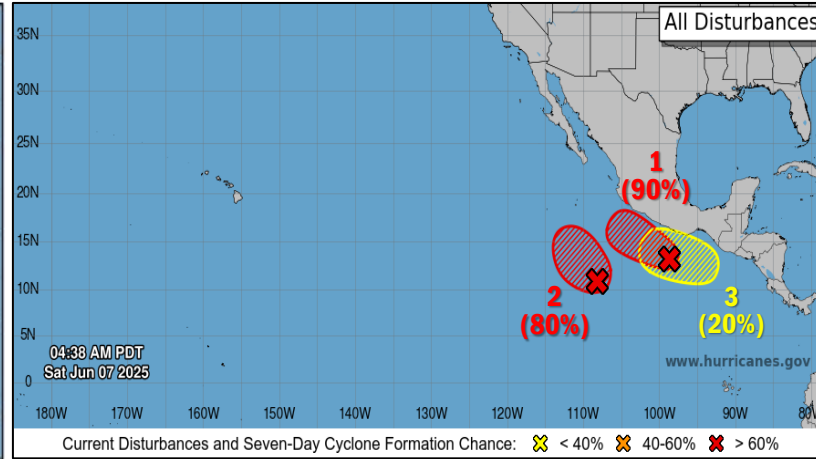 All Disturbances
35N
30N
25N
20N
15N
10N
5N
0
1
(90%)
2
(80%)
3
(20%)
04:38 AM PDT
Sat Jun 07 2025
www.hurricanes.gov
180W 170W 160W 150W 140W 130W 120W 110W 100W 90W 80W
Current Disturbances and Seven-Day Cyclone Formation Chance: < 40% 40-60% > 60%